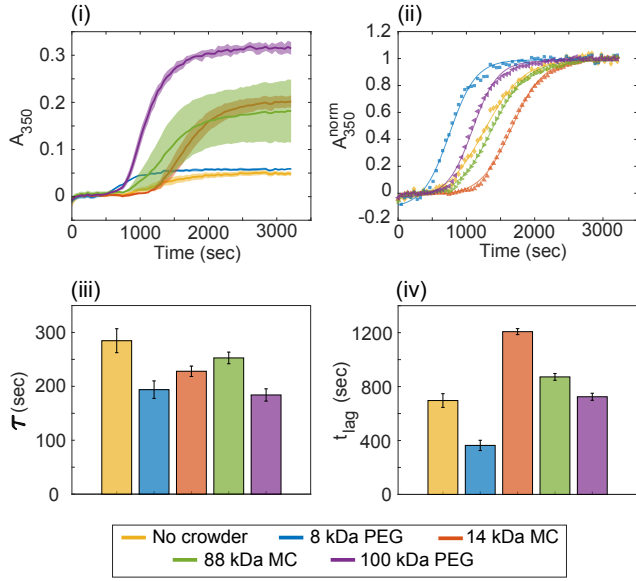 (i)
(ii)
A350
0.3
0.2
0.1
0
0
1000
2000
3000
Time (sec)
A350 norm
1
0.8
0.6
0.4
0.2
0
-0.2
0
1000
2000
3000
Time (sec)
(iii)
(iv)
τ (sec)
300
200
100
0
tlag (sec)
1200
800
400
0
No crowder 8 kDa PEG 14 kDa MC
88 kDa MC 100 kDa PEG